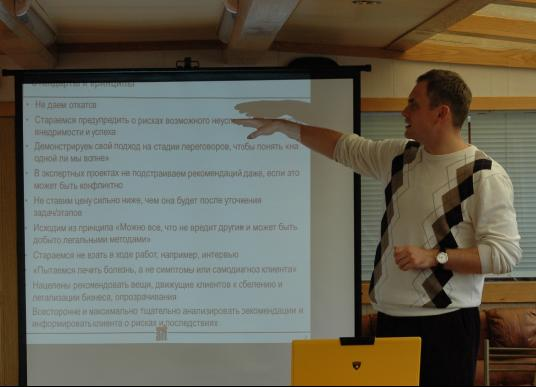 Стандарты и принципы
• Не даем откатов
• Стараемся предупредить о рисках возможного
внедримости и успеха
• Демонстрируем свой подход на стадии переговоров, чтобы понять «на
одной ли мы волне»
• В экспертных проектах не подстраиваем рекомендаций даже, если это
может быть конфликтно
• Не ставим цену сильно ниже, чем она будет после уточнения
задач/этапов
• Исходим из принципа «Можно все, что не вредит другим и может быть
добыто легальными методами»
• Стараемся не врать в ходе работ, например, интервью
• «Пытаемся лечить болезнь, а не симптомы или самодиагноз клиента»
• Нацелены рекомендовать вещи, движущие клиентов к обелению и
легализации бизнеса, опрозрачивания
• Всесторонне и максимально тщательно анализировать рекомендации и
информировать клиента о рисках и последствиях